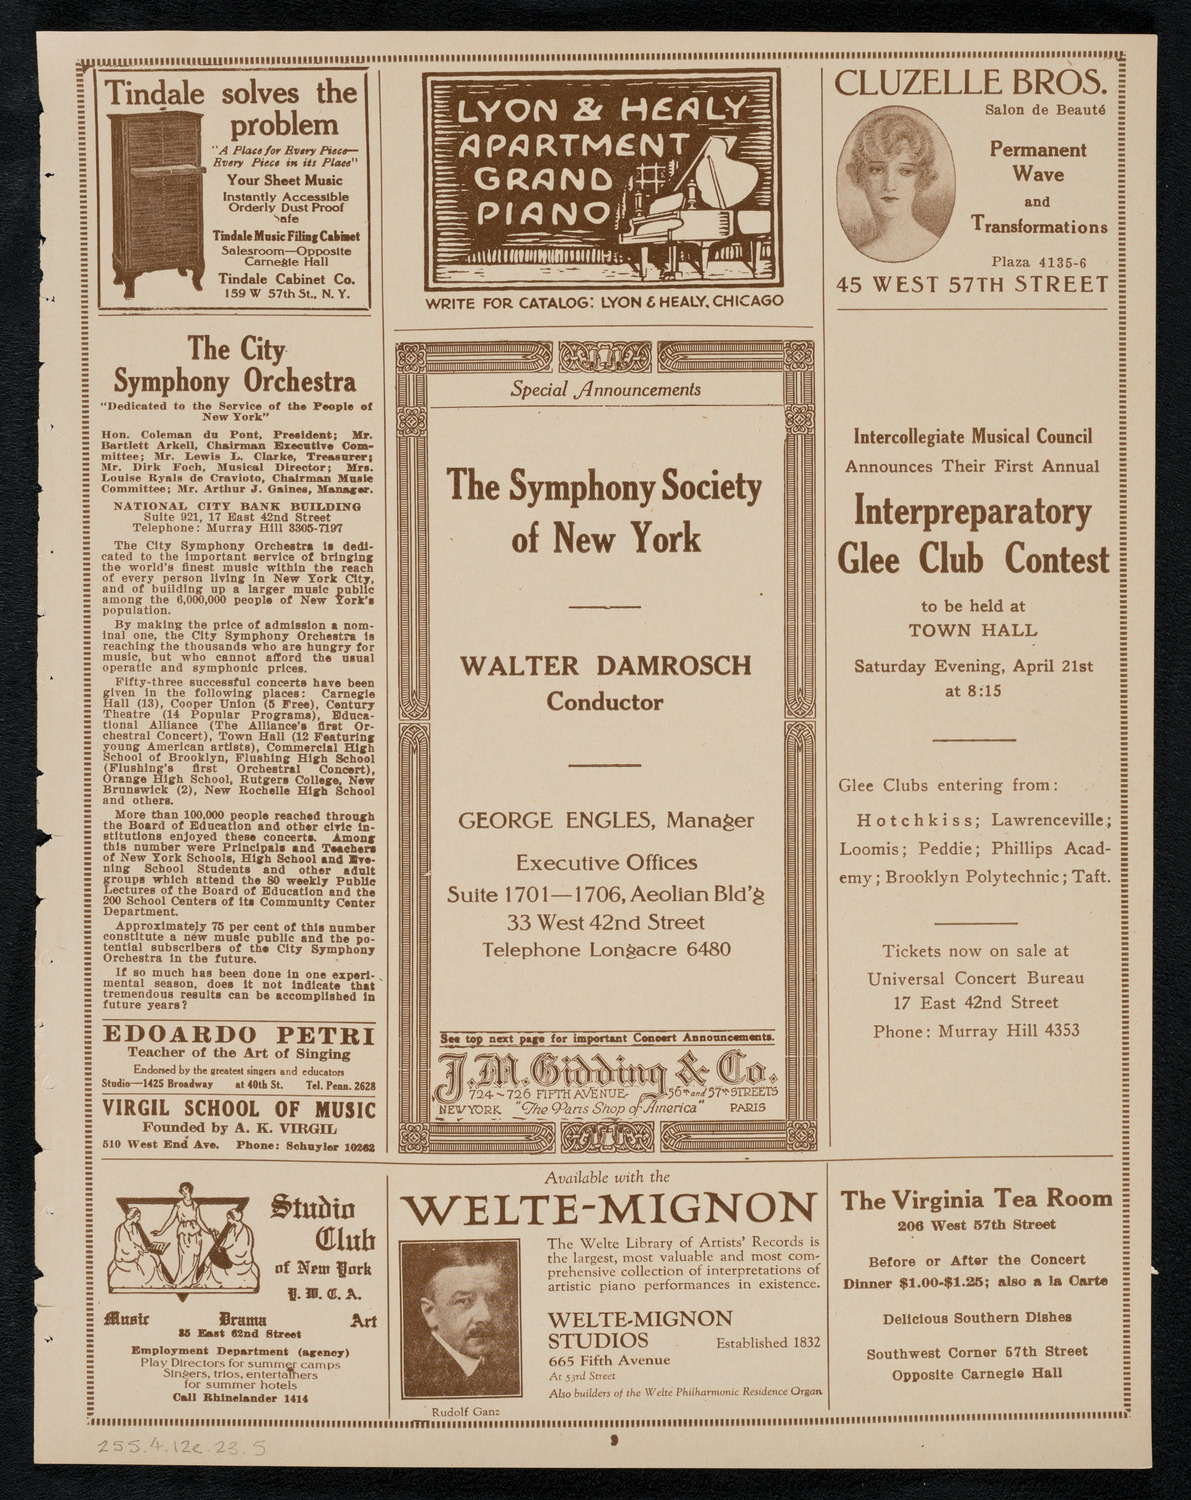 Tindale solves the
problem
"A Place for Every Piece—
Every Piece in its Place"
Your Sheet Music
Instantly Accessible
Orderly Dust Proof
Safe
Tindale Music Filing Cabinet
Salesroom—Opposite
Carnegie Hall
Tindale Cabinet Co.
159 W 57th St., N. Y.
The City
Symphony Orchestra
"Dedicated to the Service of the People of
New York"
Hon. Coleman du Pont, President; Mr.
Bartlett Arkell, Chairman Executive Com-
mittee; Mr. Lewis L. Clarke, Treasurer;
Mr. Dirk Foch, Musical Director; Mrs.
Louise Ryals de Cravioto, Chairman Music
Committee; Mr. Arthur J. Gaines, Manager.
NATIONAL CITY BANK BUILDING
Suite 921, 17 East 42nd Street
Telephone: Murray Hill 3305-7197
The City Symphony Orchestra is dedi-
cated to the important service of bringing
the world's finest music within the reach
of every person living in New York City,
and of building up a larger music public
among the 6,000,000 people of New York's
population.
By making the price of admission a nom-
inal one, the City Symphony Orchestra is
reaching the thousands who are hungry for
music, but who cannot afford the usual
operatic and symphonic prices.
Fifty-three successful concerts have been
given in the following places: Carnegie
Hall (13), Cooper Union (5 Free), Century
Theatre (14 Popular Programs), Educa-
tional Alliance (The Alliance's first Or-
chestral Concert), Town Hall (12 Featuring
young American artists), Commercial High
School of Brooklyn, Flushing High School
(Flushing's first Orchestral Concert),
Orange High School, Rutgers College, New
Brunswick (2), New Rochelle High School
and others.
More than 100,000 people reached through
the Board of Education and other civic in-
stitutions enjoyed these concerts. Among
this number were Principals and Teachers
of New York Schools, High School and Eve-
ning School Students and other adult
groups which attend the 80 weekly Public
Lectures of the Board of Education and the
200 School Centers of its Community Center
Department.
Approximately 75 per cent of this number
constitute a new music public and the po-
tential subscribers of the City Symphony
Orchestra in the future.
If so much has been done in one experi-
mental season, does it not indicate that
tremendous results can be accomplished in
future years?
EDOARDO PETRI
Teacher of the Art of Singing
Endorsed by the greatest singers and educators
Studio—1425 Broadway at 40th St. Tel. Penn. 2628
VIRGIL SCHOOL OF MUSIC
Founded by A. K. VIRGIL
510 West End Ave. Phone: Schuyler 10262
LYON & HEALY
APARTMENT
GRAND
PIANO
WRITE FOR CATALOG: LYON & HEALY, CHICAGO
Special Announcements
The Symphony Society
of New York
WALTER DAMROSCH
Conductor
GEORGE ENGLES, Manager
Executive Offices
Suite 1701—1706, Aeolian Bld'g
33 West 42nd Street
Telephone Longacre 6480
See top next page for important Concert Announcements.
J.M. Gidding & Co.
724~726 FIFTH AVENUE~ 56th and 57th STREETS
NEW YORK "The Paris Shop of America" PARIS
CLUZELLE BROS.
Salon de Beauté
Permanent
Wave
and
Transformations
Plaza 4135-6
45 WEST 57TH STREET
Intercollegiate Musical Council
Announces Their First Annual
Interpreparatory
Glee Club Contest
to be held at
TOWN HALL
Saturday Evening, April 21st
at 8:15
Glee Clubs entering from:
Hotchkiss; Lawrenceville;
Loomis; Peddie; Phillips Acad-
emy; Brooklyn Polytechnic; Taft.
Tickets now on sale at
Universal Concert Bureau
17 East 42nd Street
Phone: Murray Hill 4353
Studio
Club
of New York
Y. W. C. A.
Music Drama Art
35 East 62nd Street
Employment Department (agency)
Play Directors for summer camps
Singers, trios, entertainers
for summer hotels
Call Rhinelander 1414
Available with the
WELTE-MIGNON
The Welte Library of Artists' Records is
the largest, most valuable and most com-
prehensive collection of interpretations of
artistic piano performances in existence.
WELTE-MIGNON
STUDIOS Established 1832
665 Fifth Avenue
At 53rd Street
Also builders of the Welte Philharmonic Residence Organ
Rudolf Ganz
The Virginia Tea Room
206 West 57th Street
Before or After the Concert
Dinner $1.00-$1.25; also a la Carte
Delicious Southern Dishes
Southwest Corner 57th Street
Opposite Carnegie Hall
9
255.4.12e.23.5